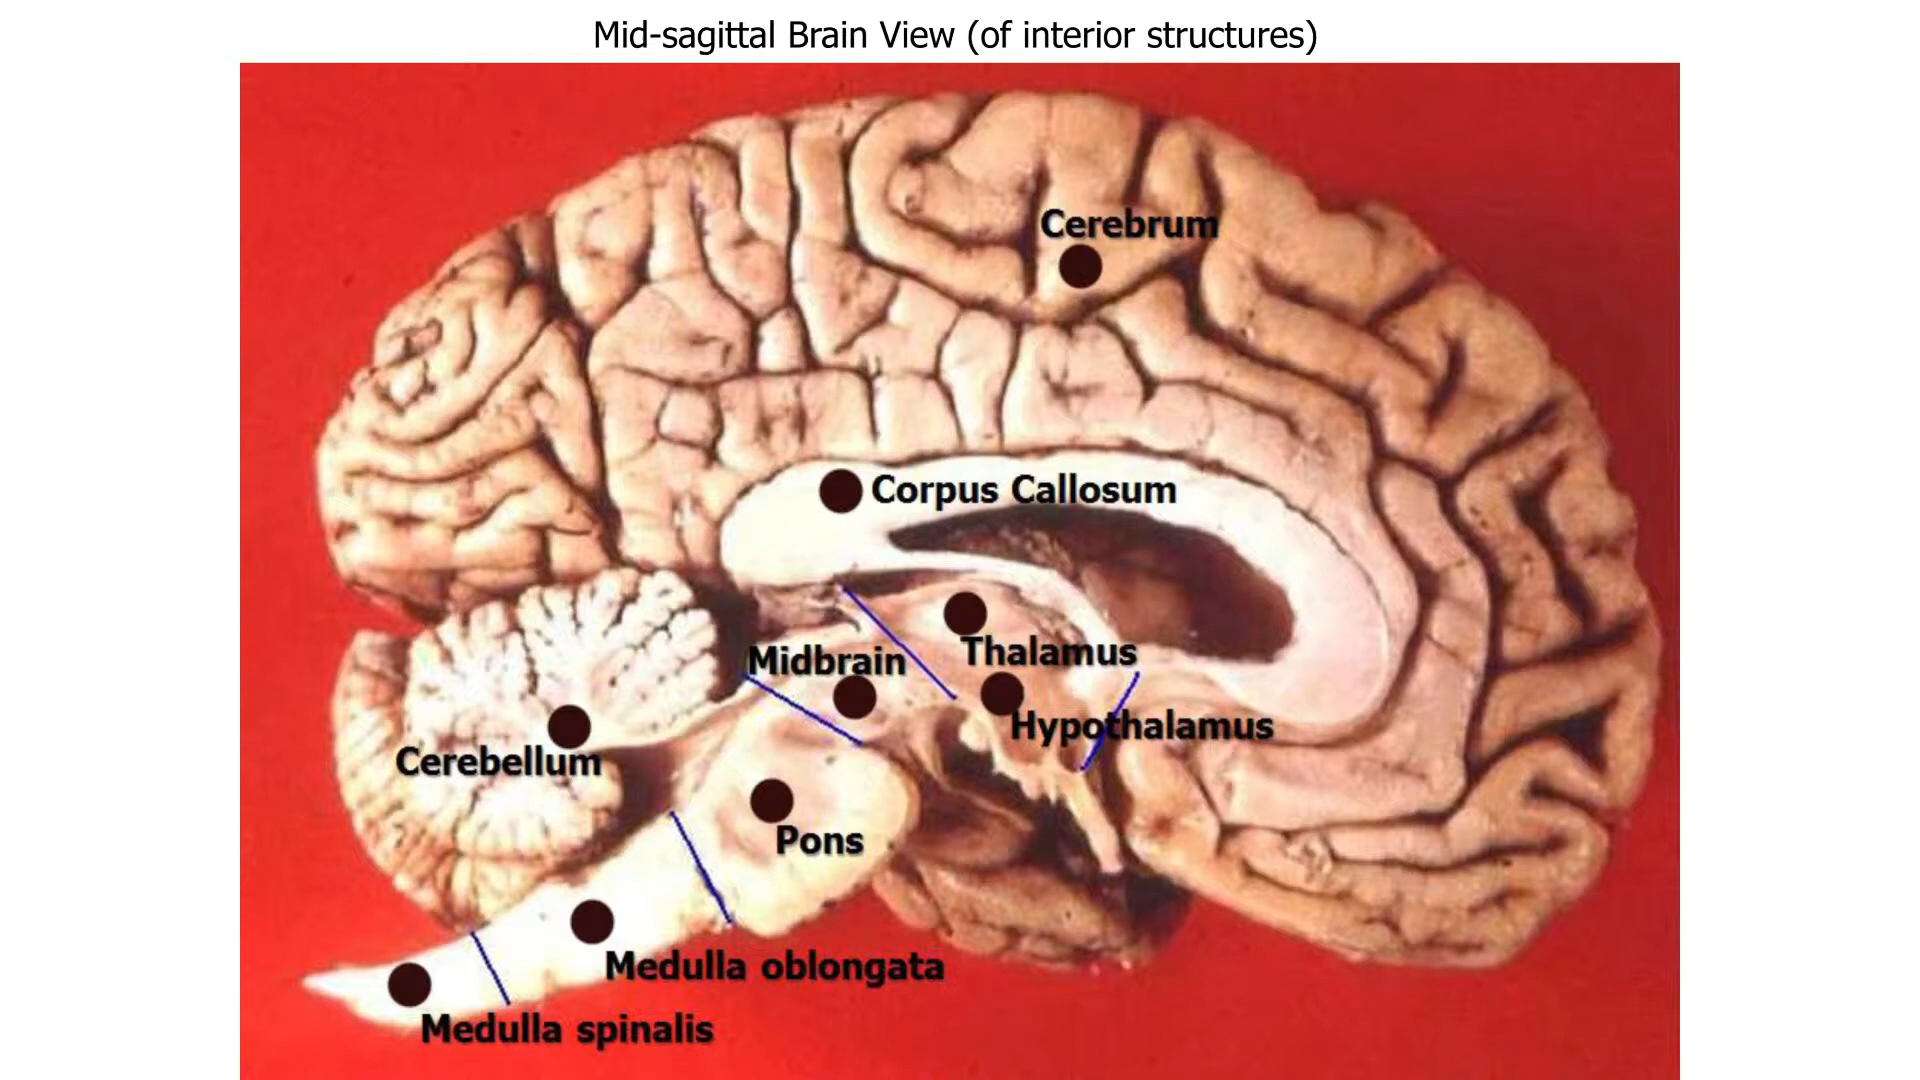 Mid-sagittal Brain View (of interior structures)
Cerebrum
Corpus Callosum
Thalamus
Midbrain
Hypothalamus
Cerebellum
Pons
Medulla oblongata
Medulla spinalis